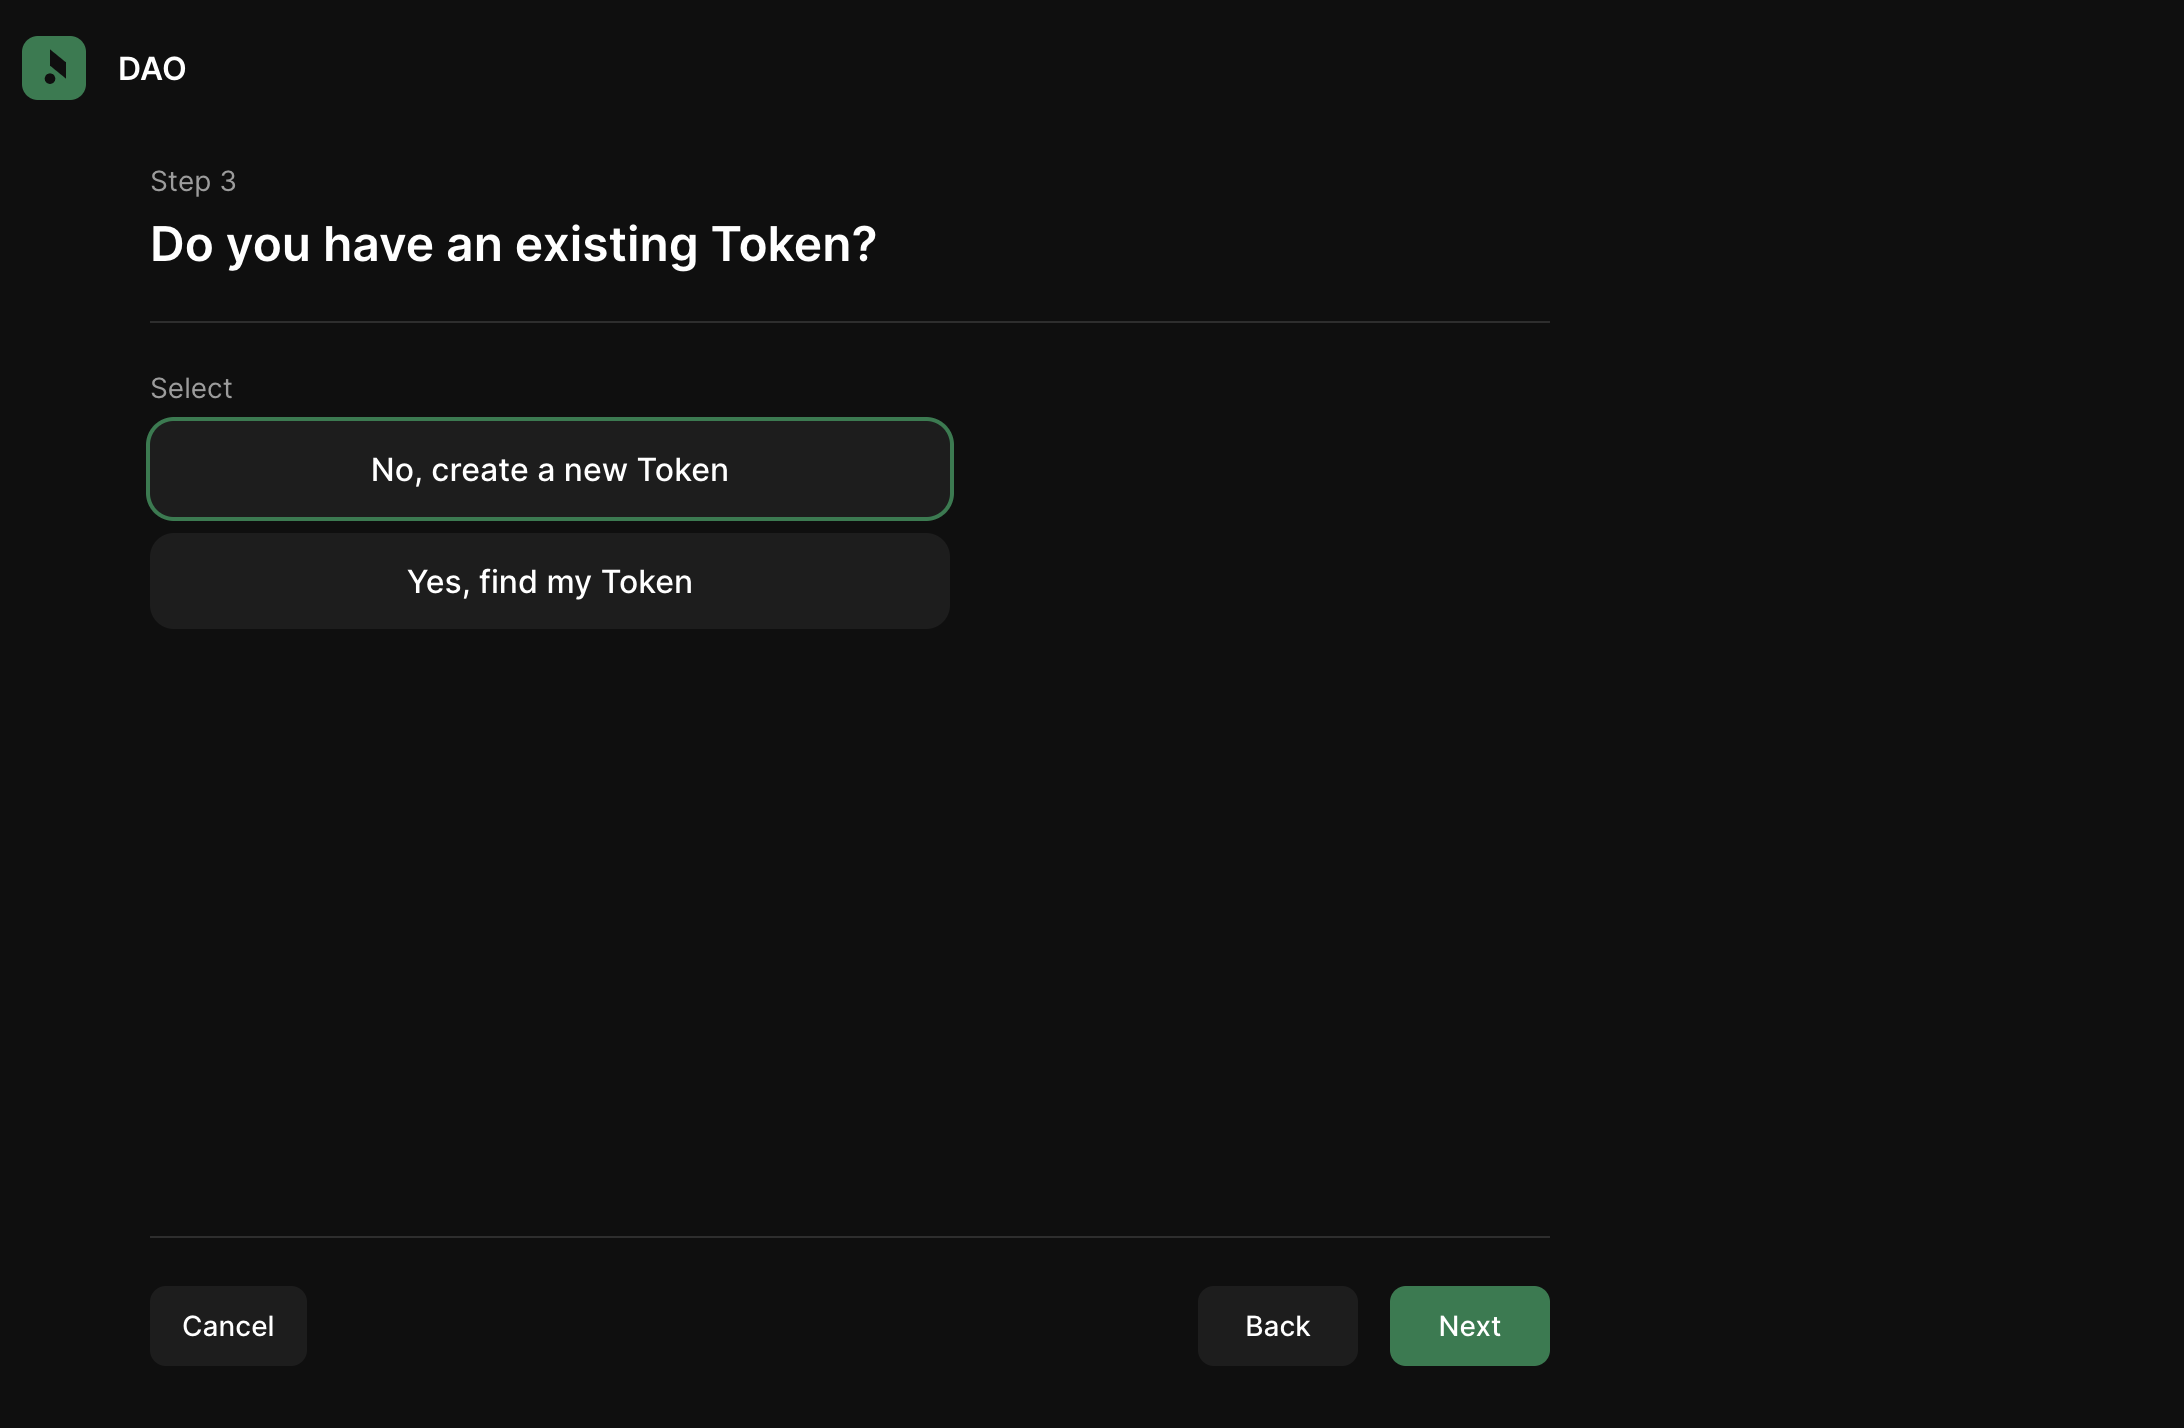 DAO
Step 3
Do you have an existing Token?
Select
No, create a new Token
Yes, find my Token
Cancel
Back
Next